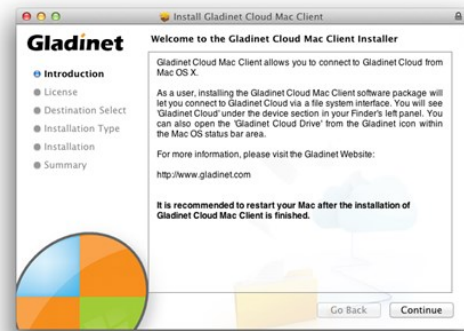 Install Gladinet Cloud Mac Client
Gladinet
Welcome to the Gladinet Cloud Mac Client Installer
Introduction
License
Destination Select
Installation Type
Installation
Summary
Gladinet Cloud Mac Client allows you to connect to Gladinet Cloud from
Mac OS X.
As a user, installing the Gladinet Cloud Mac Client software package will
let you connect to Gladinet Cloud via a file system interface. You will see
'Gladinet Cloud' under the device section in your Finder's left panel. You
can also open the 'Gladinet Cloud Drive' from the Gladinet icon within
the Mac OS status bar area.
For more information, please visit the Gladinet Website:
http://www.gladinet.com
It is recommended to restart your Mac after the installation of
Gladinet Cloud Mac Client is finished.
Go Back
Continue